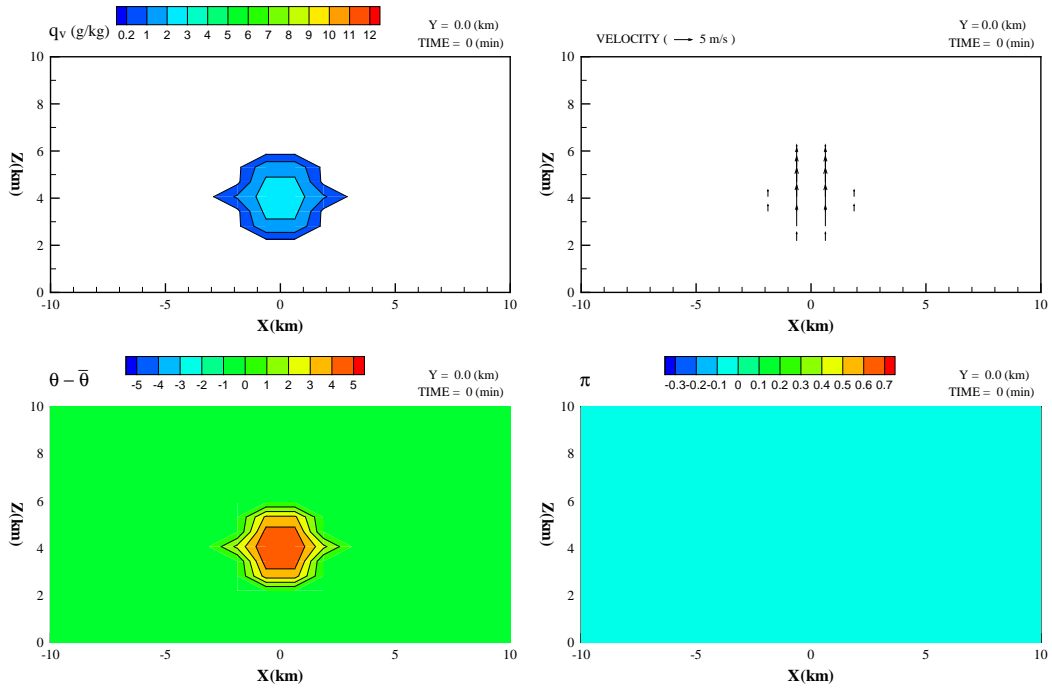 q_v (g/kg)
0.2 1 2 3 4 5 6 7 8 9 10 11 12
Y = 0.0 (km)
TIME = 0 (min)
10
8
6
4
2
0
Z(km)
-10 -5 0 5 10
X(km)
VELOCITY ( → 5 m/s )
Y = 0.0 (km)
TIME = 0 (min)
10
8
6
4
2
0
Z(km)
-10 -5 0 5 10
X(km)
θ – θ̅
-5 -4 -3 -2 -1 0 1 2 3 4 5
Y = 0.0 (km)
TIME = 0 (min)
10
8
6
4
2
0
Z(km)
-10 -5 0 5 10
X(km)
π
-0.3 -0.2 -0.1 0 0.1 0.2 0.3 0.4 0.5 0.6 0.7
Y = 0.0 (km)
TIME = 0 (min)
10
8
6
4
2
0
Z(km)
-10 -5 0 5 10
X(km)